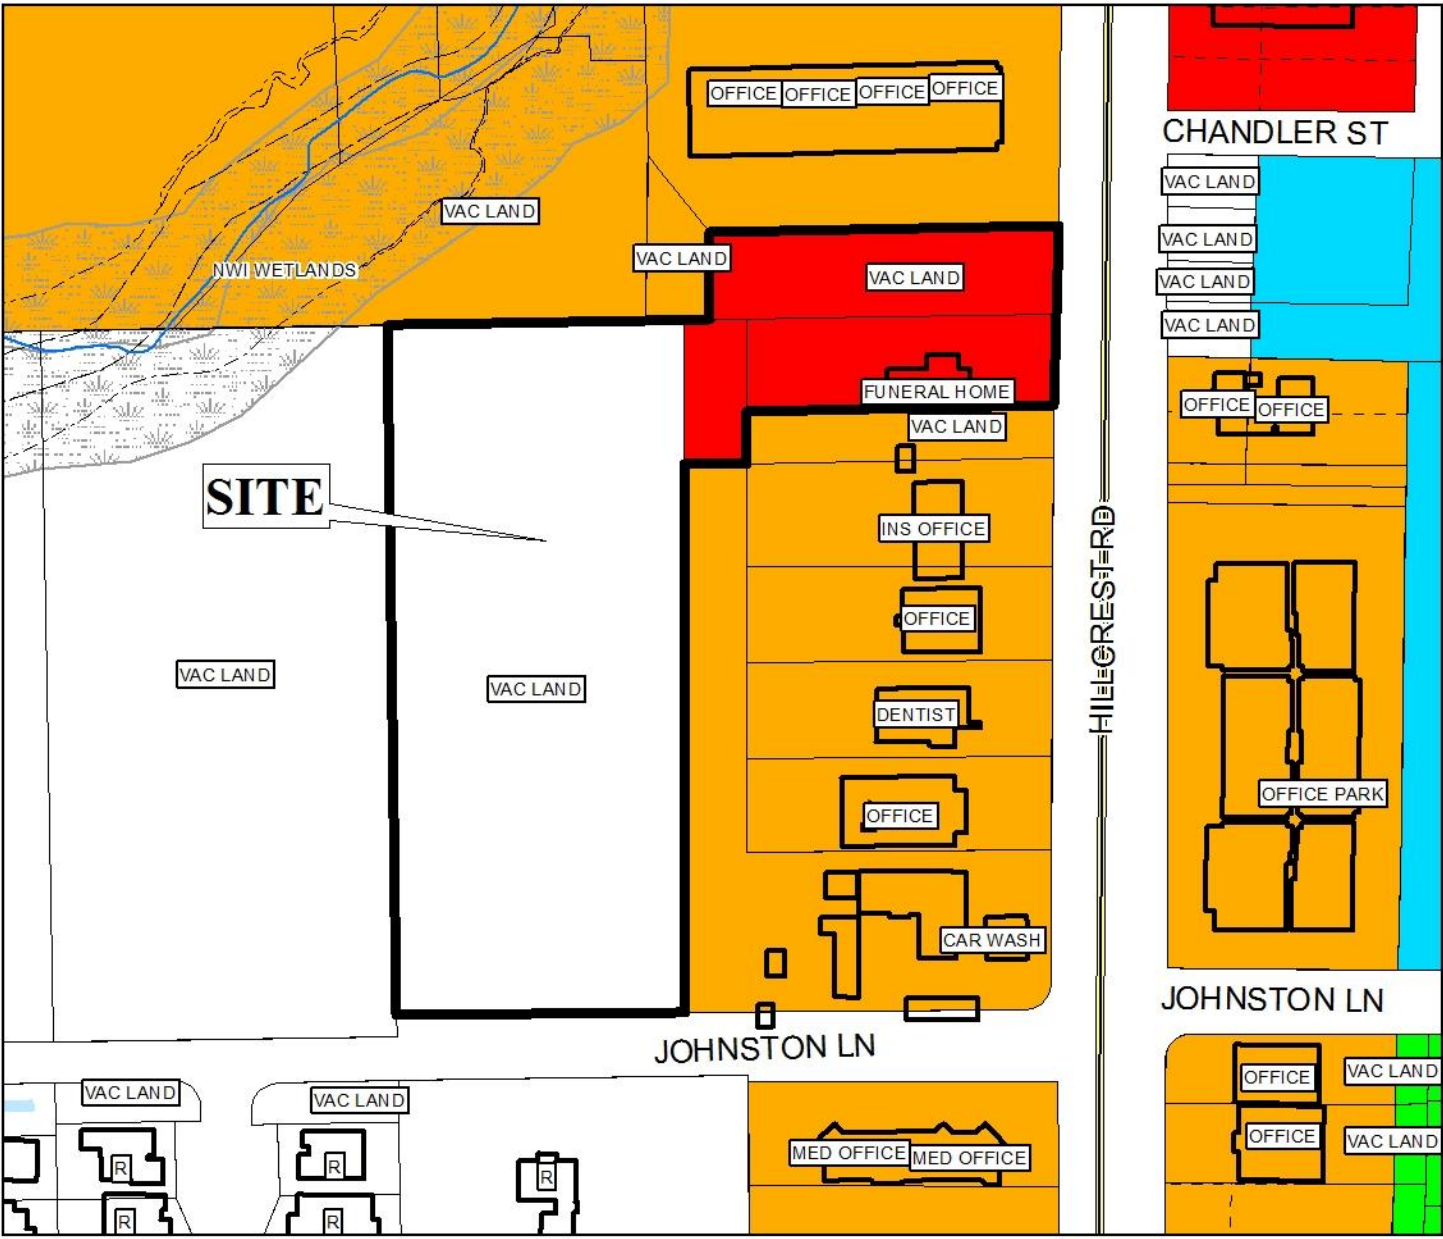 OFFICE OFFICE OFFICE OFFICE
CHANDLER ST
VAC LAND
VAC LAND
VAC LAND
NWI WETLANDS
VAC LAND
VAC LAND
VAC LAND
VAC LAND
VAC LAND
FUNERAL HOME
OFFICE OFFICE
VAC LAND
SITE
INS OFFICE
HILLCREST RD
OFFICE
VAC LAND
VAC LAND
DENTIST
OFFICE PARK
OFFICE
CAR WASH
JOHNSTON LN
JOHNSTON LN
OFFICE
VAC LAND
VAC LAND
VAC LAND
OFFICE
VAC LAND
MED OFFICE MED OFFICE
R
R
R
R
R